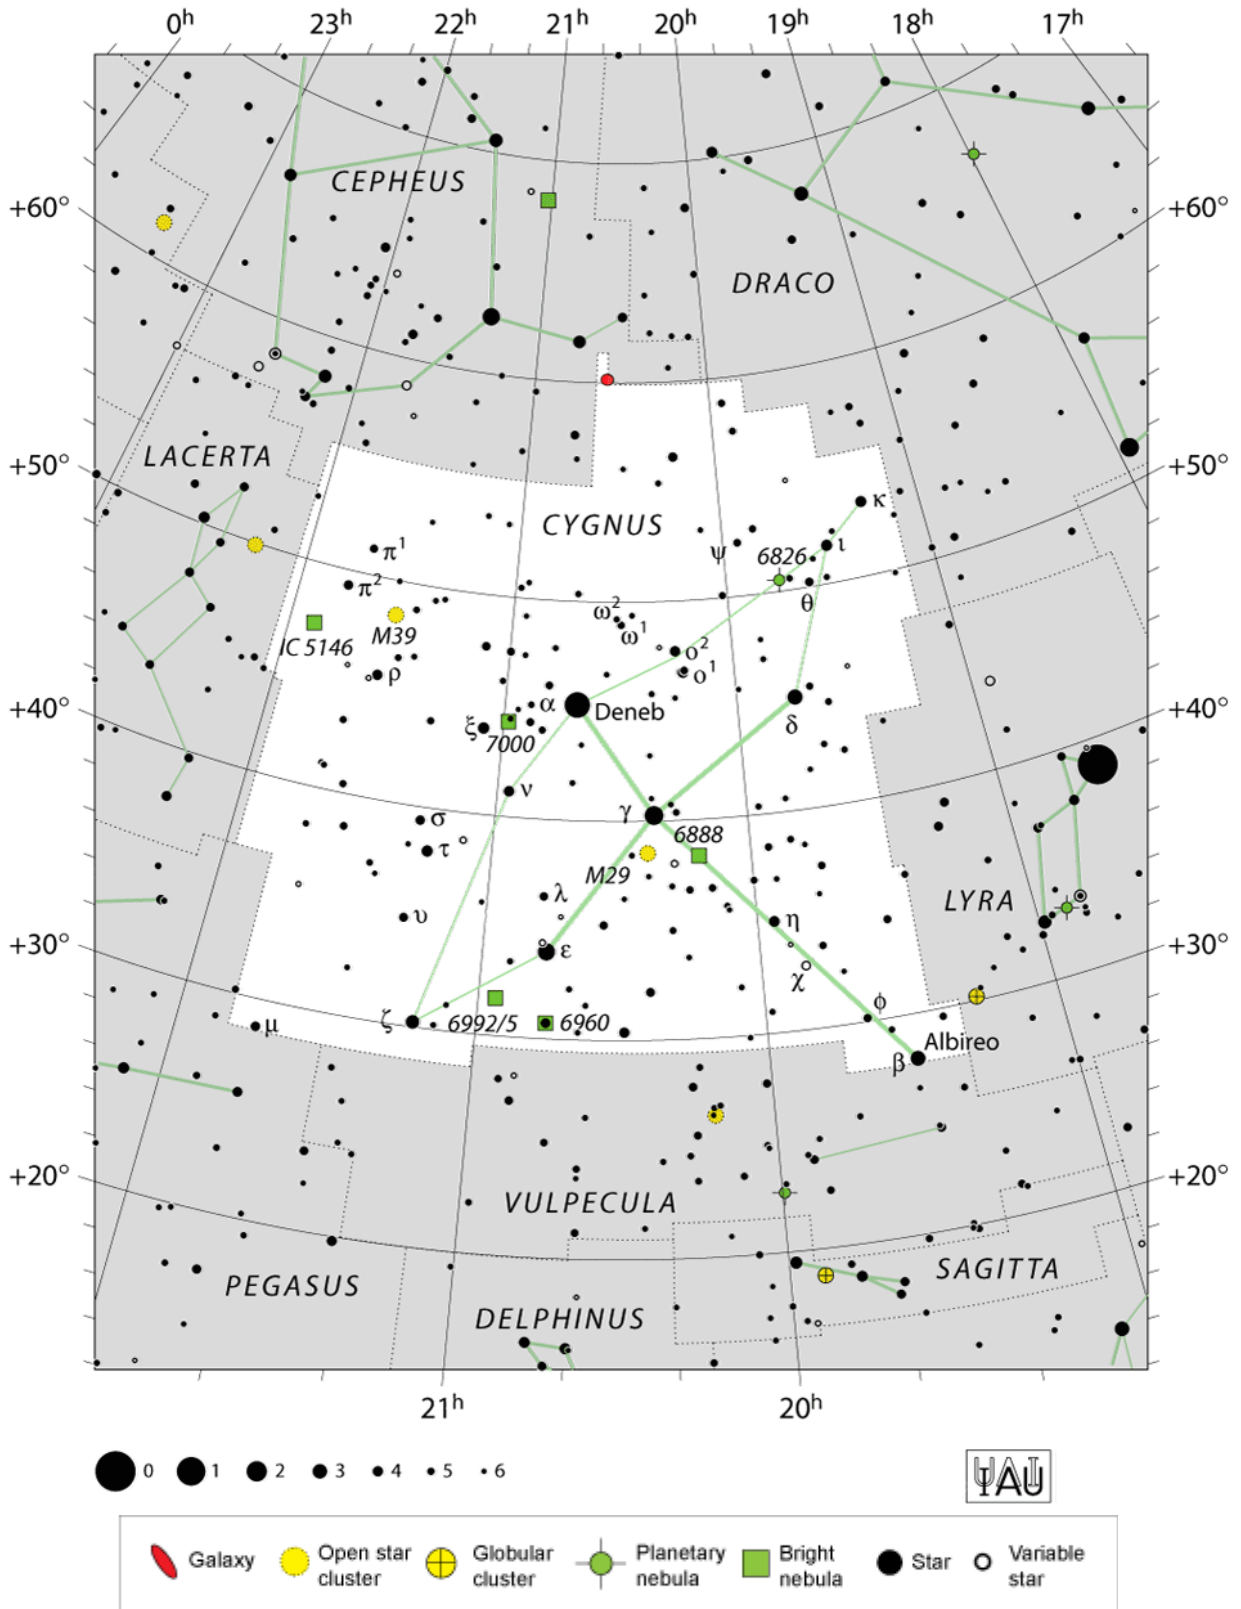 0h 23h 22h 21h 20h 19h 18h 17h
CEPHEUS
+60° +60°
DRACO
LACERTA
+50° +50°
κ
CYGNUS
π¹ ψ 6826 ι
π² θ
ω²
M39 ω¹
IC 5146 ο²
ρ ο¹
+40° α Deneb +40°
ξ 7000 δ
ν
σ γ 6888
τ M29
λ LYRA
υ η
+30° ε +30°
χ
φ
μ ζ 6992/5 6960 Albireo
β
+20° +20°
VULPECULA
PEGASUS SAGITTA
DELPHINUS
21h 20h
0 1 2 3 4 5 6 IAU
Galaxy Open star cluster Globular cluster Planetary nebula Bright nebula Star Variable star